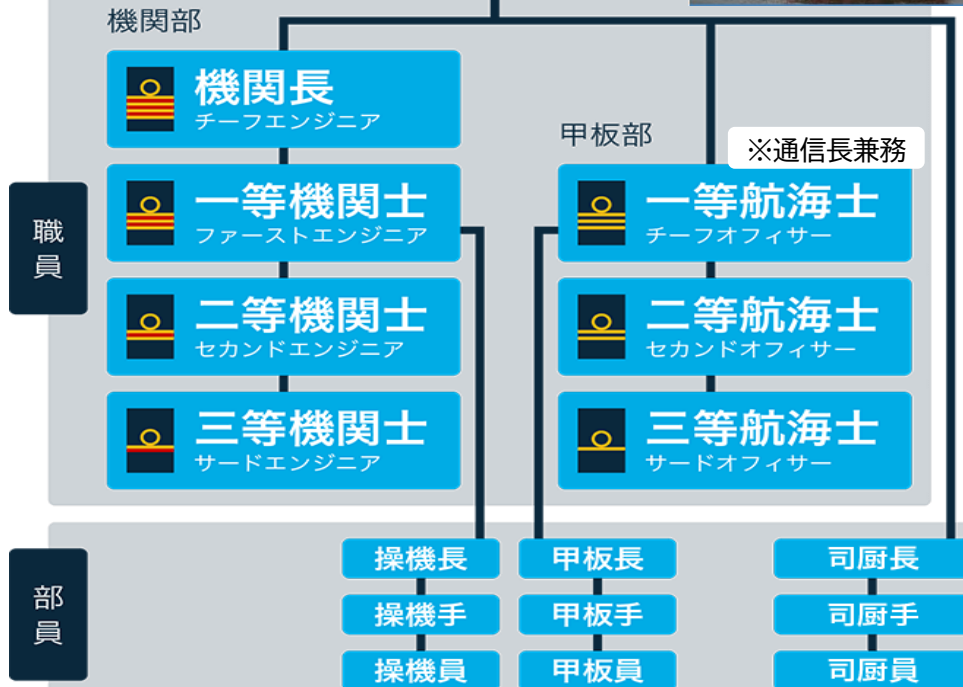 機関部
機関長
チーフエンジニア
甲板部
※通信長兼務
職員
一等機関士
ファーストエンジニア
一等航海士
チーフオフィサー
二等機関士
セカンドエンジニア
二等航海士
セカンドオフィサー
三等機関士
サードエンジニア
三等航海士
サードオフィサー
部員
操機長
甲板長
司厨長
操機手
甲板手
司厨手
操機員
甲板員
司厨員